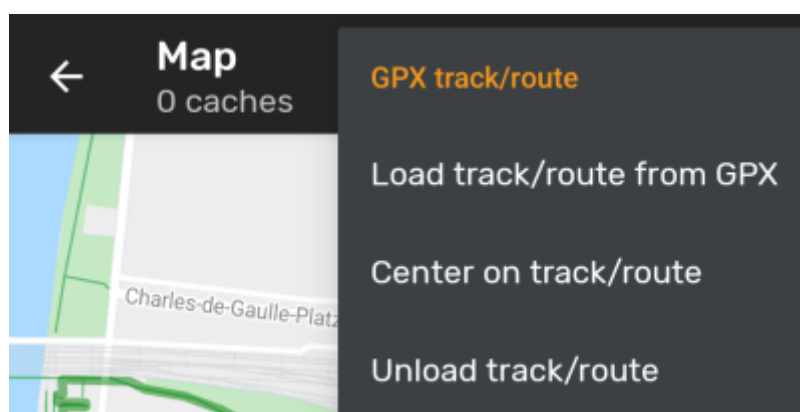 Map
0 caches
GPX track/route
Load track/route from GPX
Center on track/route
Unload track/route
Charles-de-Gaulle-Platz